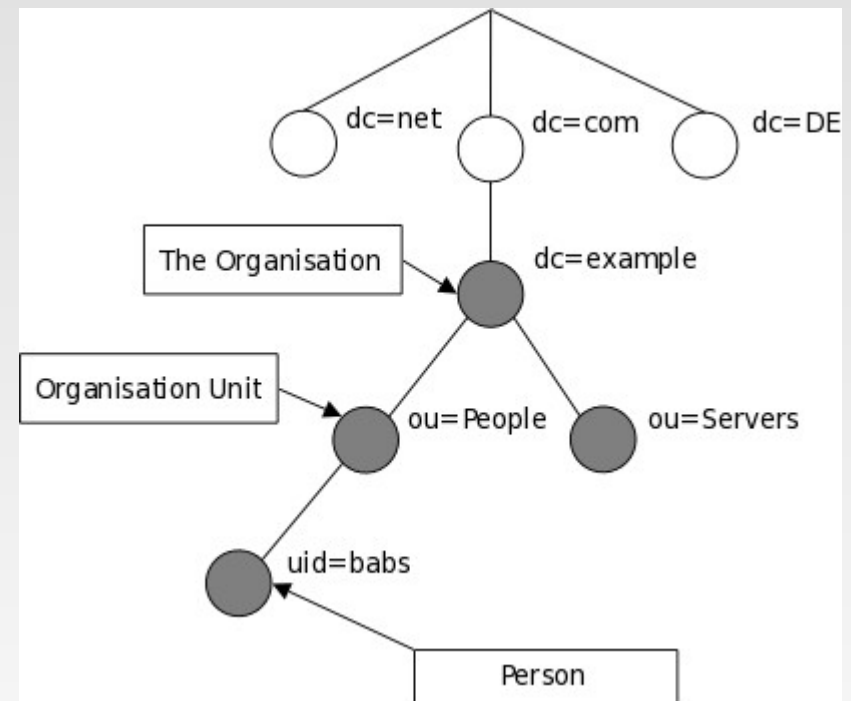 dc=net
dc=com
dc=DE
The Organisation
dc=example
Organisation Unit
ou=People
ou=Servers
uid=babs
Person